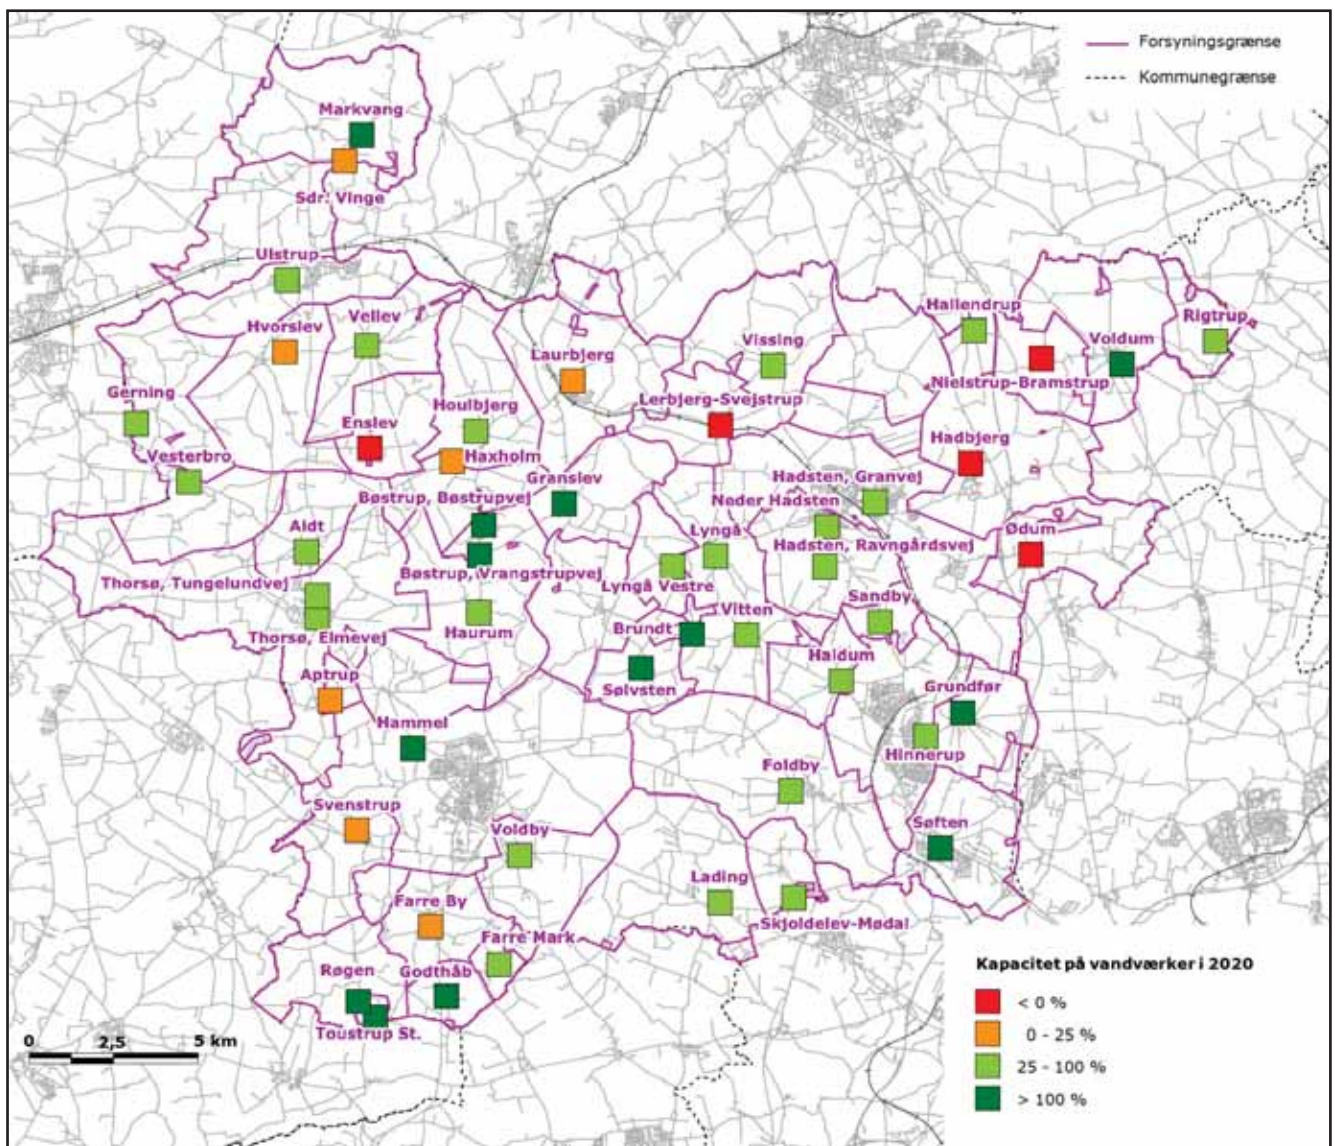 Forsyningsgrænse
Kommunegrænse
Markvang
Sdr. Vinge
Ulstrup
Hvorslev
Vellev
Hallendrup
Rigtrup
Vissing
Voldum
Laurbjerg
Nielstrup-Bramstrup
Gerning
Houlbjerg
Lerbjerg-Svejstrup
Enslev
Hadbjerg
Vesterbro
Haxholm
Granslev
Hadsten, Granvej
Bøstrup, Bøstrupvej
Neder Hadsten
Aldt
Lyngå
Ødum
Hadsten, Ravngårdsvej
Bøstrup, Vrangstrupvej
Thorsø, Tungelundvej
Lyngå Vestre
Sandby
Vitten
Brundt
Thorsø, Elmevej
Haurum
Haldum
Aptrup
Sølvsten
Grundfør
Hammel
Hinnerup
Foldby
Svenstrup
Søften
Voldby
Lading
Farre By
Skjoldelev-Mødal
Farre Mark
Røgen
Godthåb
Toustrup St.
0 2,5 5 km
Kapacitet på vandværker i 2020
< 0 %
0 - 25 %
25 - 100 %
> 100 %